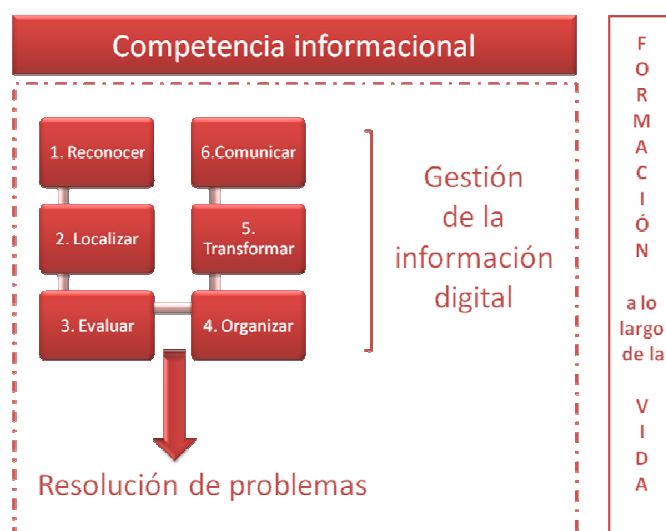 Competencia informacional
1. Reconocer
2. Localizar
3. Evaluar
4. Organizar
5.
Transformar
6.Comunicar
Gestión
de la
información
digital
Resolución de problemas
F
O
R
M
A
C
I
Ó
N
a lo
largo
de la
V
I
D
A